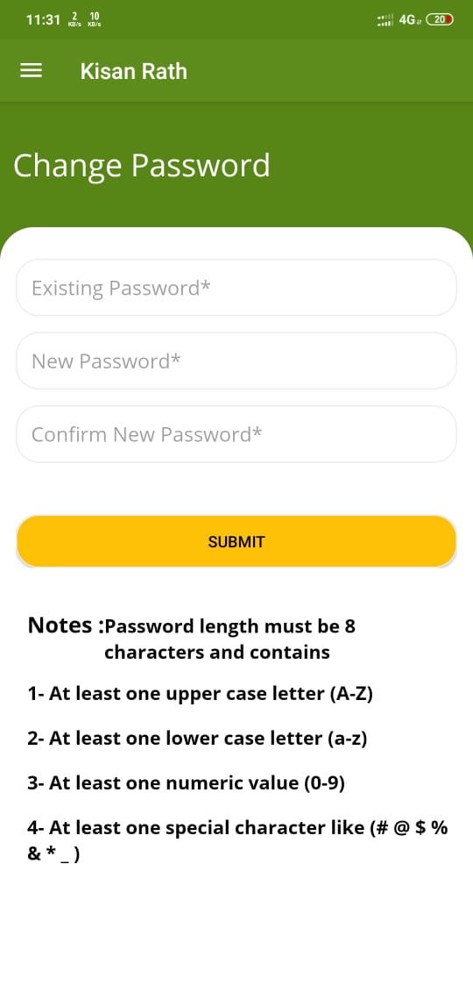 11:31 2 KB/s 10 KB/s 4G 20
Kisan Rath
Change Password
Existing Password*
New Password*
Confirm New Password*
SUBMIT
Notes :Password length must be 8
characters and contains
1- At least one upper case letter (A-Z)
2- At least one lower case letter (a-z)
3- At least one numeric value (0-9)
4- At least one special character like (# @ $ %
& * _ )